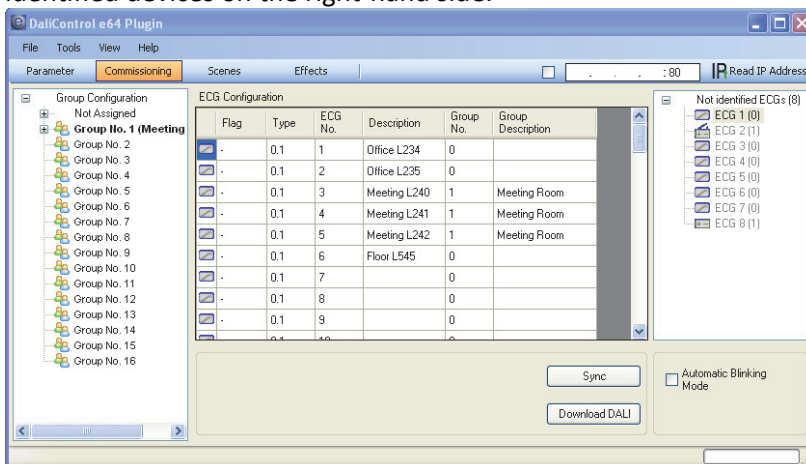 identified devices on the right-hand side.
DaliControl e64 Plugin
File Tools View Help
Parameter Commissioning Scenes Effects . . . :80 IP Read IP Address
Group Configuration
Not Assigned
Group No. 1 (Meeting
Group No. 2
Group No. 3
Group No. 4
Group No. 5
Group No. 6
Group No. 7
Group No. 8
Group No. 9
Group No. 10
Group No. 11
Group No. 12
Group No. 13
Group No. 14
Group No. 15
Group No. 16
ECG Configuration
Flag Type ECG No. Description Group No. Group Description
- 0.1 1 Office L234 0
- 0.1 2 Office L235 0
- 0.1 3 Meeting L240 1 Meeting Room
- 0.1 4 Meeting L241 1 Meeting Room
- 0.1 5 Meeting L242 1 Meeting Room
- 0.1 6 Floor L545 0
- 0.1 7 0
- 0.1 8 0
- 0.1 9 0
Sync
Download DALI
Not identified ECGs (8)
ECG 1 (0)
ECG 2 (1)
ECG 3 (0)
ECG 4 (0)
ECG 5 (0)
ECG 6 (0)
ECG 7 (0)
ECG 8 (1)
Automatic Blinking
Mode